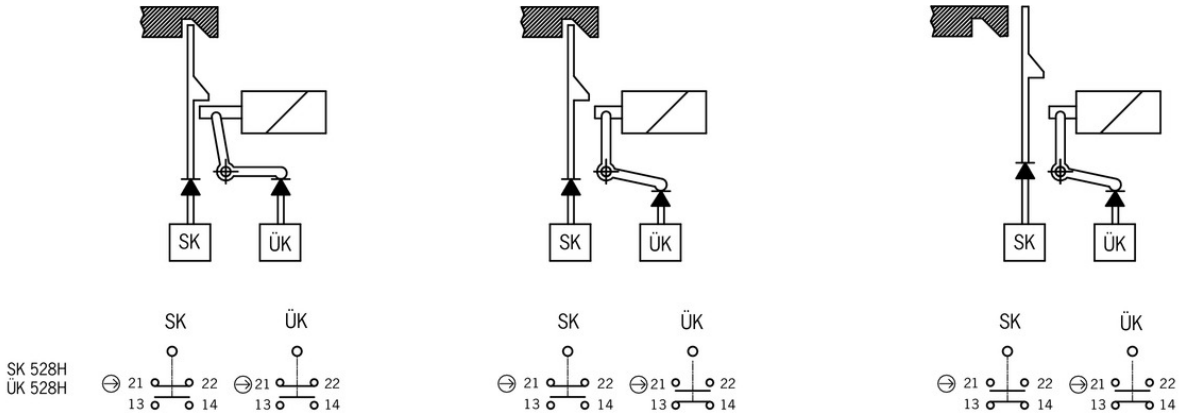 SK ÜK SK ÜK SK ÜK
SK ÜK SK ÜK SK ÜK
SK 528H
ÜK 528H
21 22 21 22 21 22 21 22 21 22 21 22
13 14 13 14 13 14 13 14 13 14 13 14